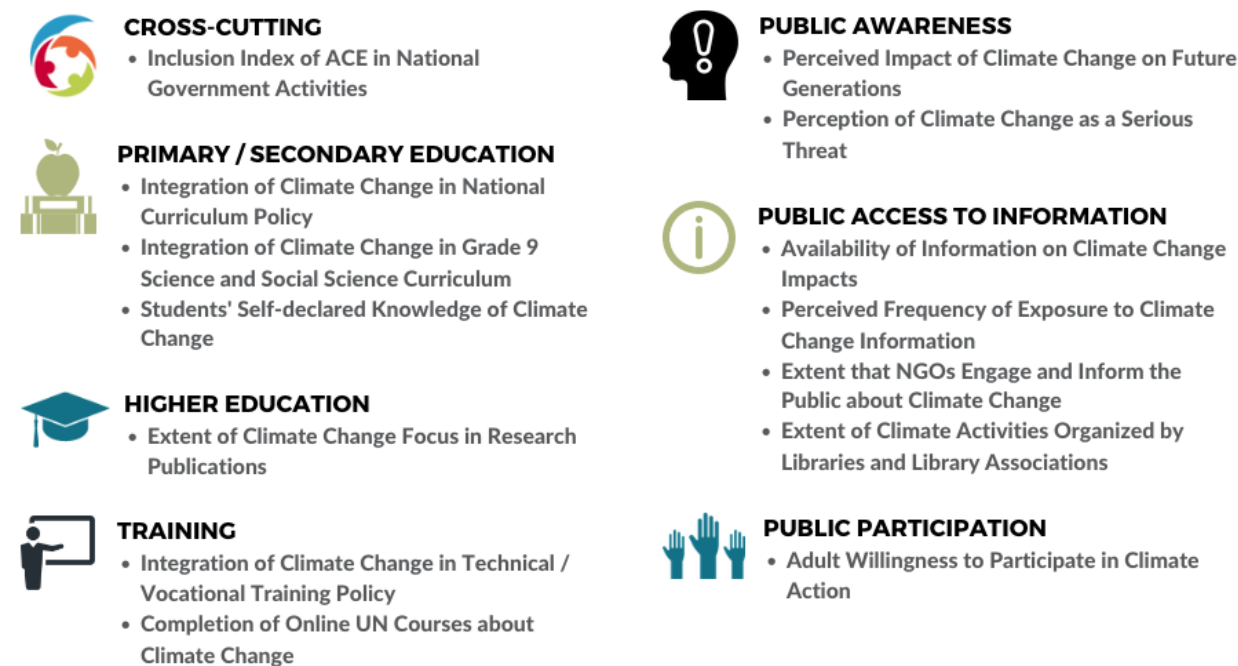 CROSS-CUTTING
• Inclusion Index of ACE in National
Government Activities
PRIMARY / SECONDARY EDUCATION
• Integration of Climate Change in National
Curriculum Policy
• Integration of Climate Change in Grade 9
Science and Social Science Curriculum
• Students' Self-declared Knowledge of Climate
Change
HIGHER EDUCATION
• Extent of Climate Change Focus in Research
Publications
TRAINING
• Integration of Climate Change in Technical /
Vocational Training Policy
• Completion of Online UN Courses about
Climate Change
PUBLIC AWARENESS
• Perceived Impact of Climate Change on Future
Generations
• Perception of Climate Change as a Serious
Threat
PUBLIC ACCESS TO INFORMATION
• Availability of Information on Climate Change
Impacts
• Perceived Frequency of Exposure to Climate
Change Information
• Extent that NGOs Engage and Inform the
Public about Climate Change
• Extent of Climate Activities Organized by
Libraries and Library Associations
PUBLIC PARTICIPATION
• Adult Willingness to Participate in Climate
Action